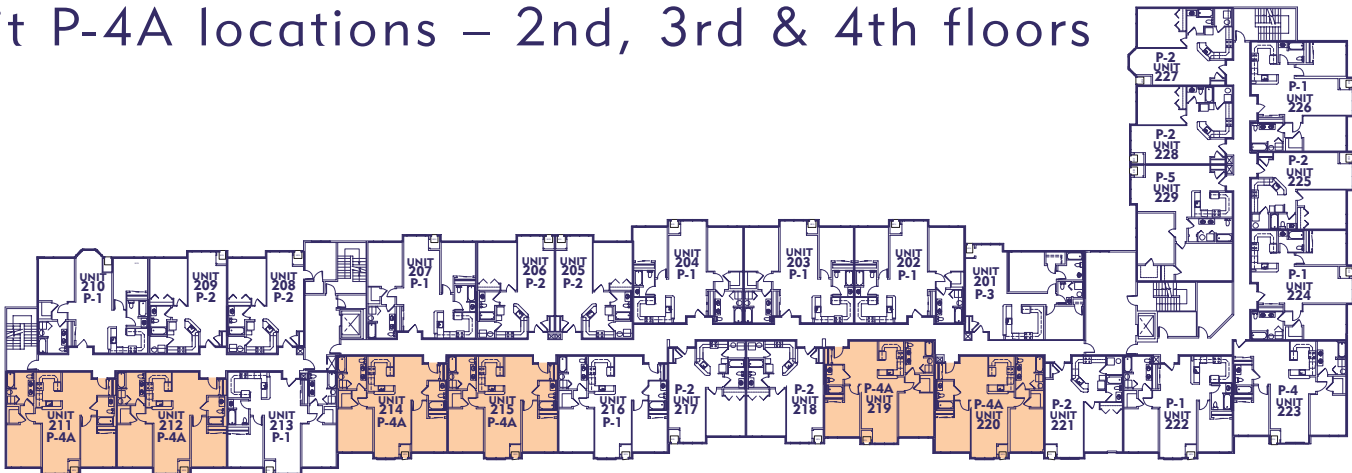 it P-4A locations – 2nd, 3rd & 4th floors
P-2
UNIT
227
P-1
UNIT
226
P-2
UNIT
228
P-2
UNIT
225
P-5
UNIT
229
P-1
UNIT
224
UNIT
210
P-1
UNIT
209
P-2
UNIT
208
P-2
UNIT
207
P-1
UNIT
206
P-2
UNIT
205
P-2
UNIT
204
P-1
UNIT
203
P-1
UNIT
202
P-1
UNIT
201
P-3
UNIT
211
P-4A
UNIT
212
P-4A
UNIT
213
P-1
UNIT
214
P-4A
UNIT
215
P-4A
UNIT
216
P-1
P-2
UNIT
217
P-2
UNIT
218
P-4A
UNIT
219
P-4A
UNIT
220
P-2
UNIT
221
P-1
UNIT
222
P-4
UNIT
223